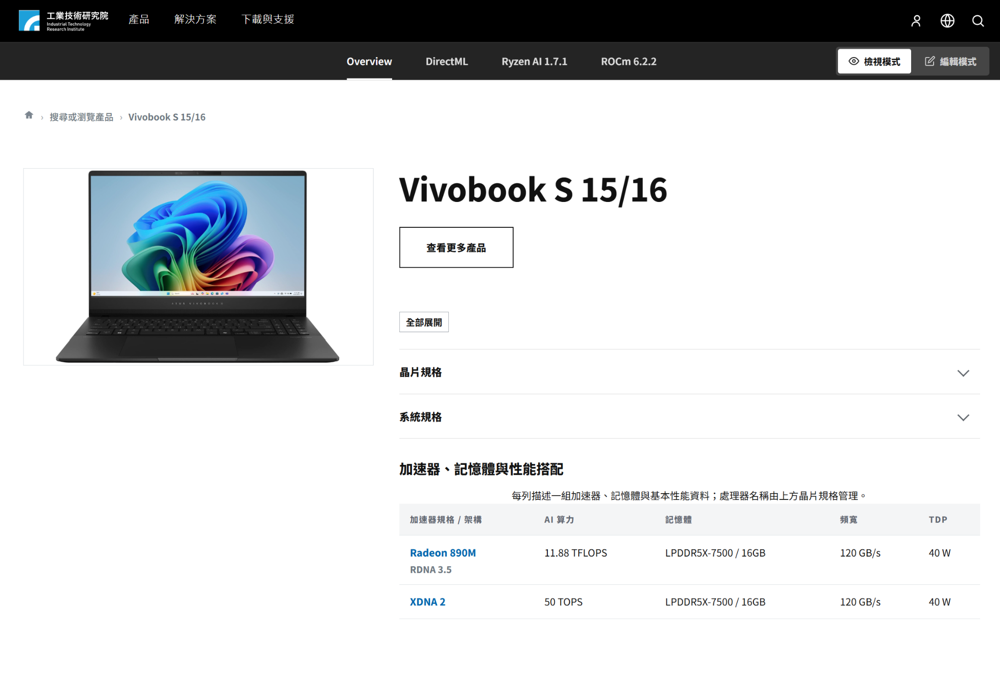 工業技術研究院
Industrial Technology
Research Institute
產品 解決方案 下載與支援
Overview DirectML Ryzen AI 1.7.1 ROCm 6.2.2 檢視模式 編輯模式
› 搜尋或瀏覽產品 › Vivobook S 15/16
Vivobook S 15/16
查看更多產品
ASUS VIVOBOOK
全部展開
晶片規格
系統規格
加速器、記憶體與性能搭配
每列描述一組加速器、記憶體與基本性能資料；處理器名稱由上方晶片規格管理。
加速器規格 / 架構 AI 算力 記憶體 頻寬 TDP
Radeon 890M 11.88 TFLOPS LPDDR5X-7500 / 16GB 120 GB/s 40 W
RDNA 3.5
XDNA 2 50 TOPS LPDDR5X-7500 / 16GB 120 GB/s 40 W